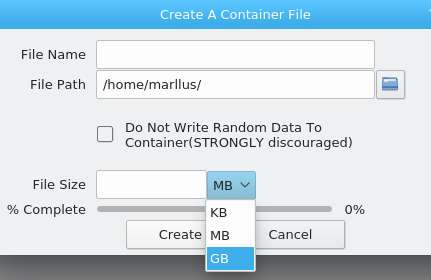 Create A Container File
File Name
File Path /home/marllus/
Do Not Write Random Data To
Container(STRONGLY discouraged)
File Size MB
% Complete 0%
KB
MB
GB
Create Cancel